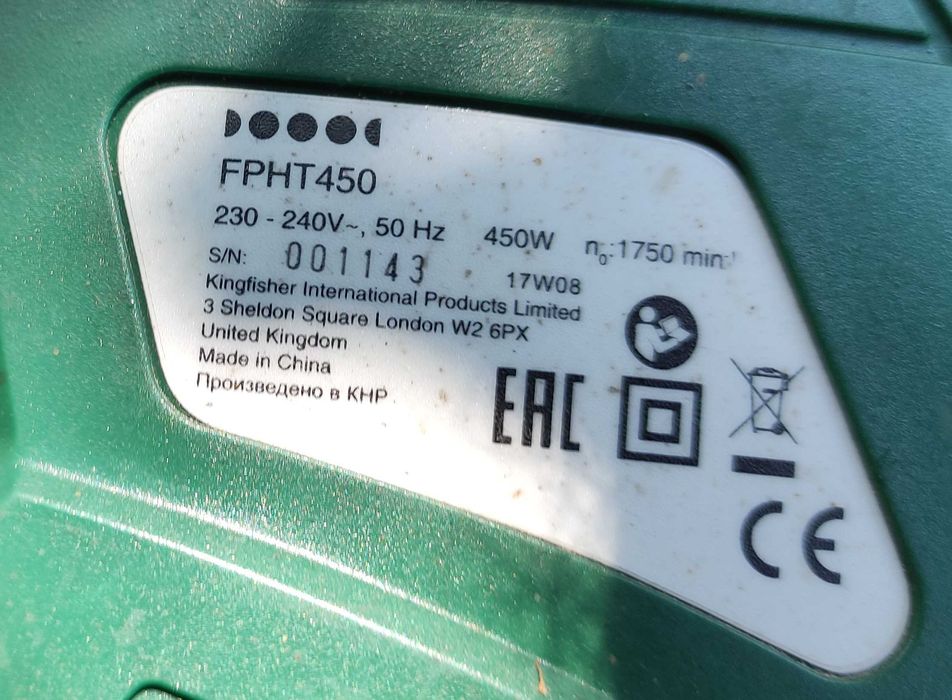 FPHT450
230 - 240V~, 50 Hz 450W n₀: 1750 min⁻¹
S/N: 001143 17W08
Kingfisher International Products Limited
3 Sheldon Square London W2 6PX
United Kingdom
Made in China
Произведено в КНР
EAC
CE